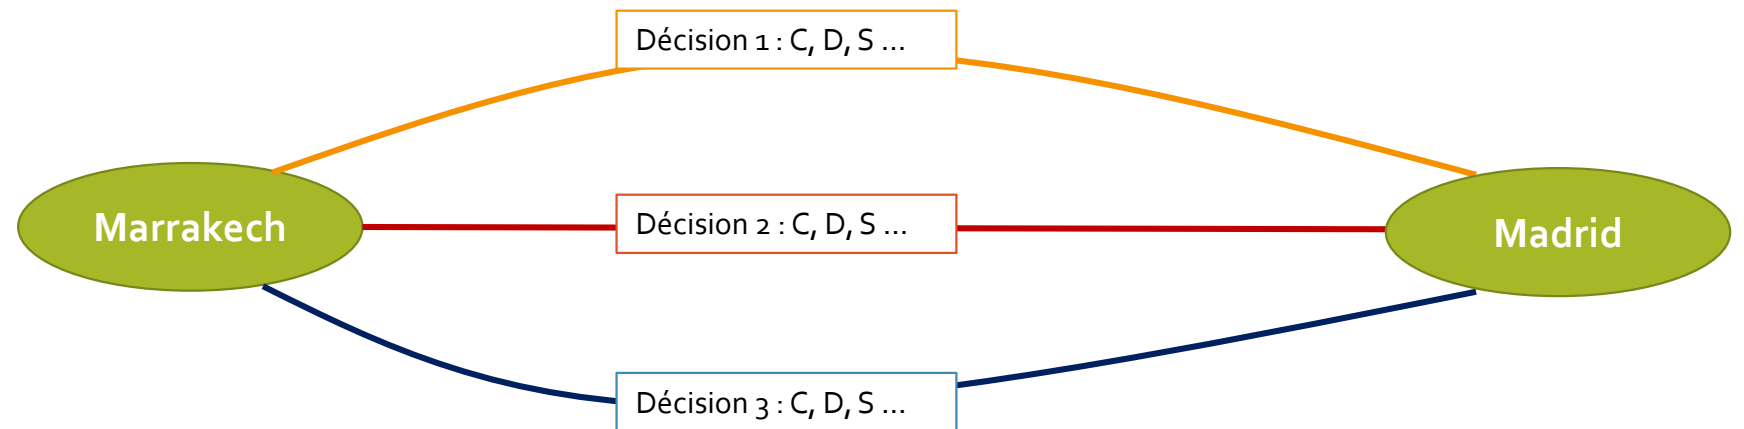 Décision 1 : C, D, S ...
Marrakech
Décision 2 : C, D, S ...
Madrid
Décision 3 : C, D, S ...